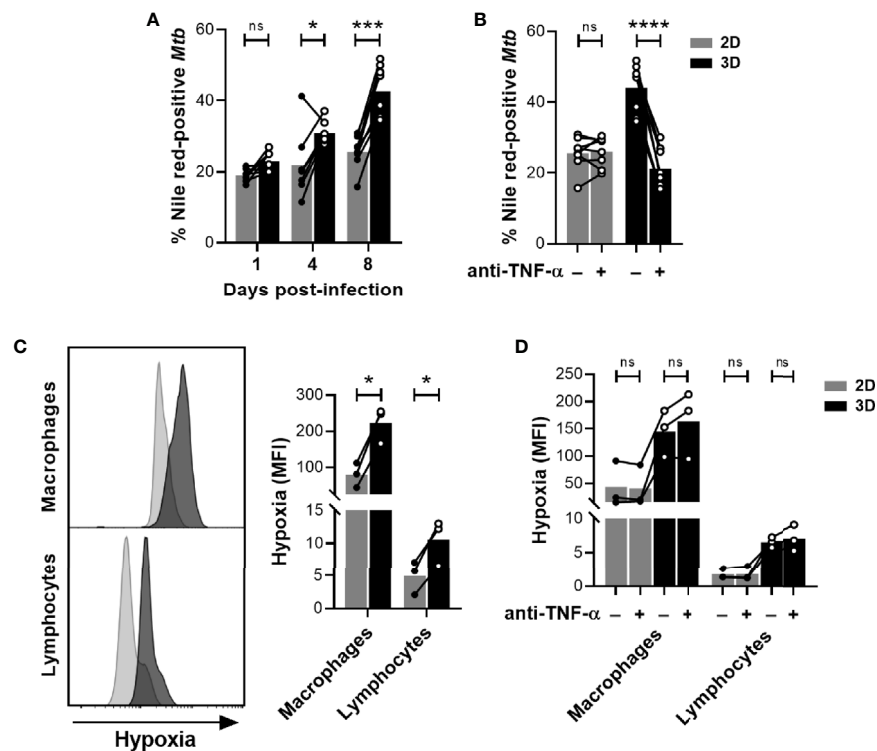 A
ns
*
***
% Nile red-positive Mtb
60
40
20
0
1
4
8
Days post-infection
B
ns
****
% Nile red-positive Mtb
60
40
20
0
anti-TNF-α
–
+
–
+
2D
3D
C
Macrophages
Lymphocytes
Hypoxia
*
*
Hypoxia (MFI)
300
200
100
15
10
5
0
Macrophages
Lymphocytes
D
ns
ns
ns
ns
Hypoxia (MFI)
250
200
150
100
50
10
5
0
anti-TNF-α
–
+
–
+
–
+
–
+
Macrophages
Lymphocytes
2D
3D